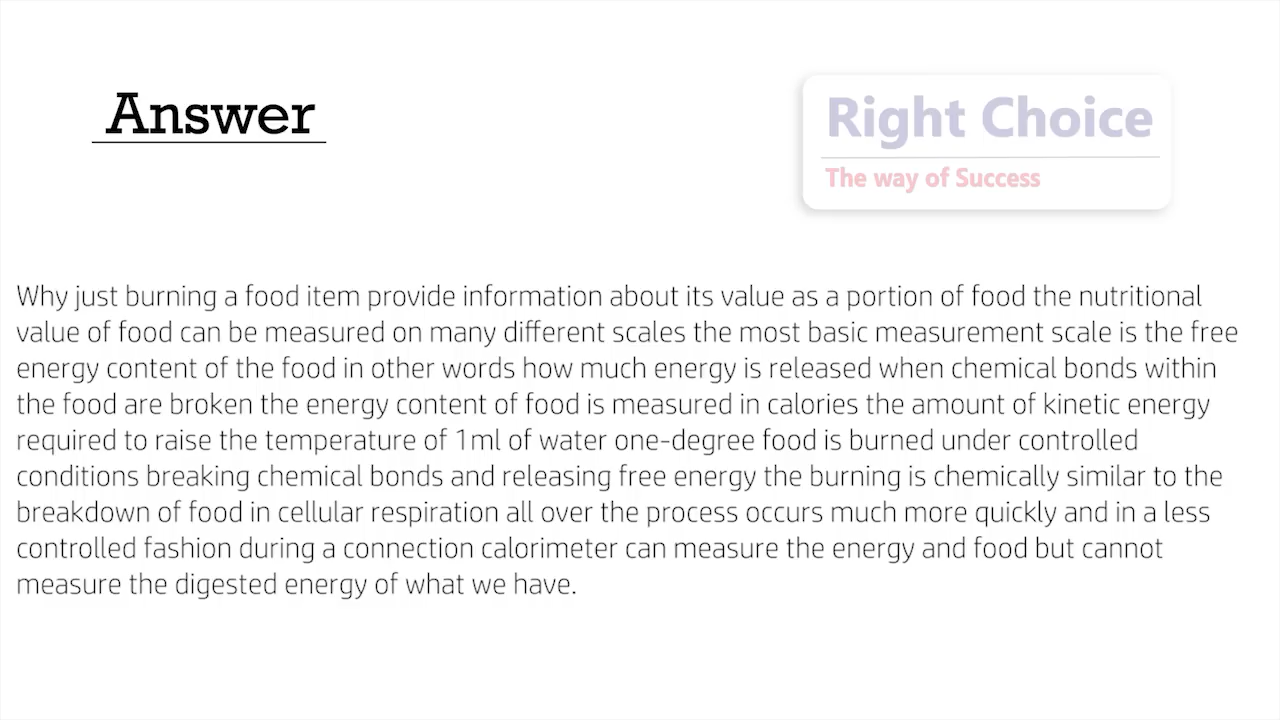 Answer
Right Choice
The way of Success
Why just burning a food item provide information about its value as a portion of food the nutritional
value of food can be measured on many different scales the most basic measurement scale is the free
energy content of the food in other words how much energy is released when chemical bonds within
the food are broken the energy content of food is measured in calories the amount of kinetic energy
required to raise the temperature of 1ml of water one-degree food is burned under controlled
conditions breaking chemical bonds and releasing free energy the burning is chemically similar to the
breakdown of food in cellular respiration all over the process occurs much more quickly and in a less
controlled fashion during a connection calorimeter can measure the energy and food but cannot
measure the digested energy of what we have.